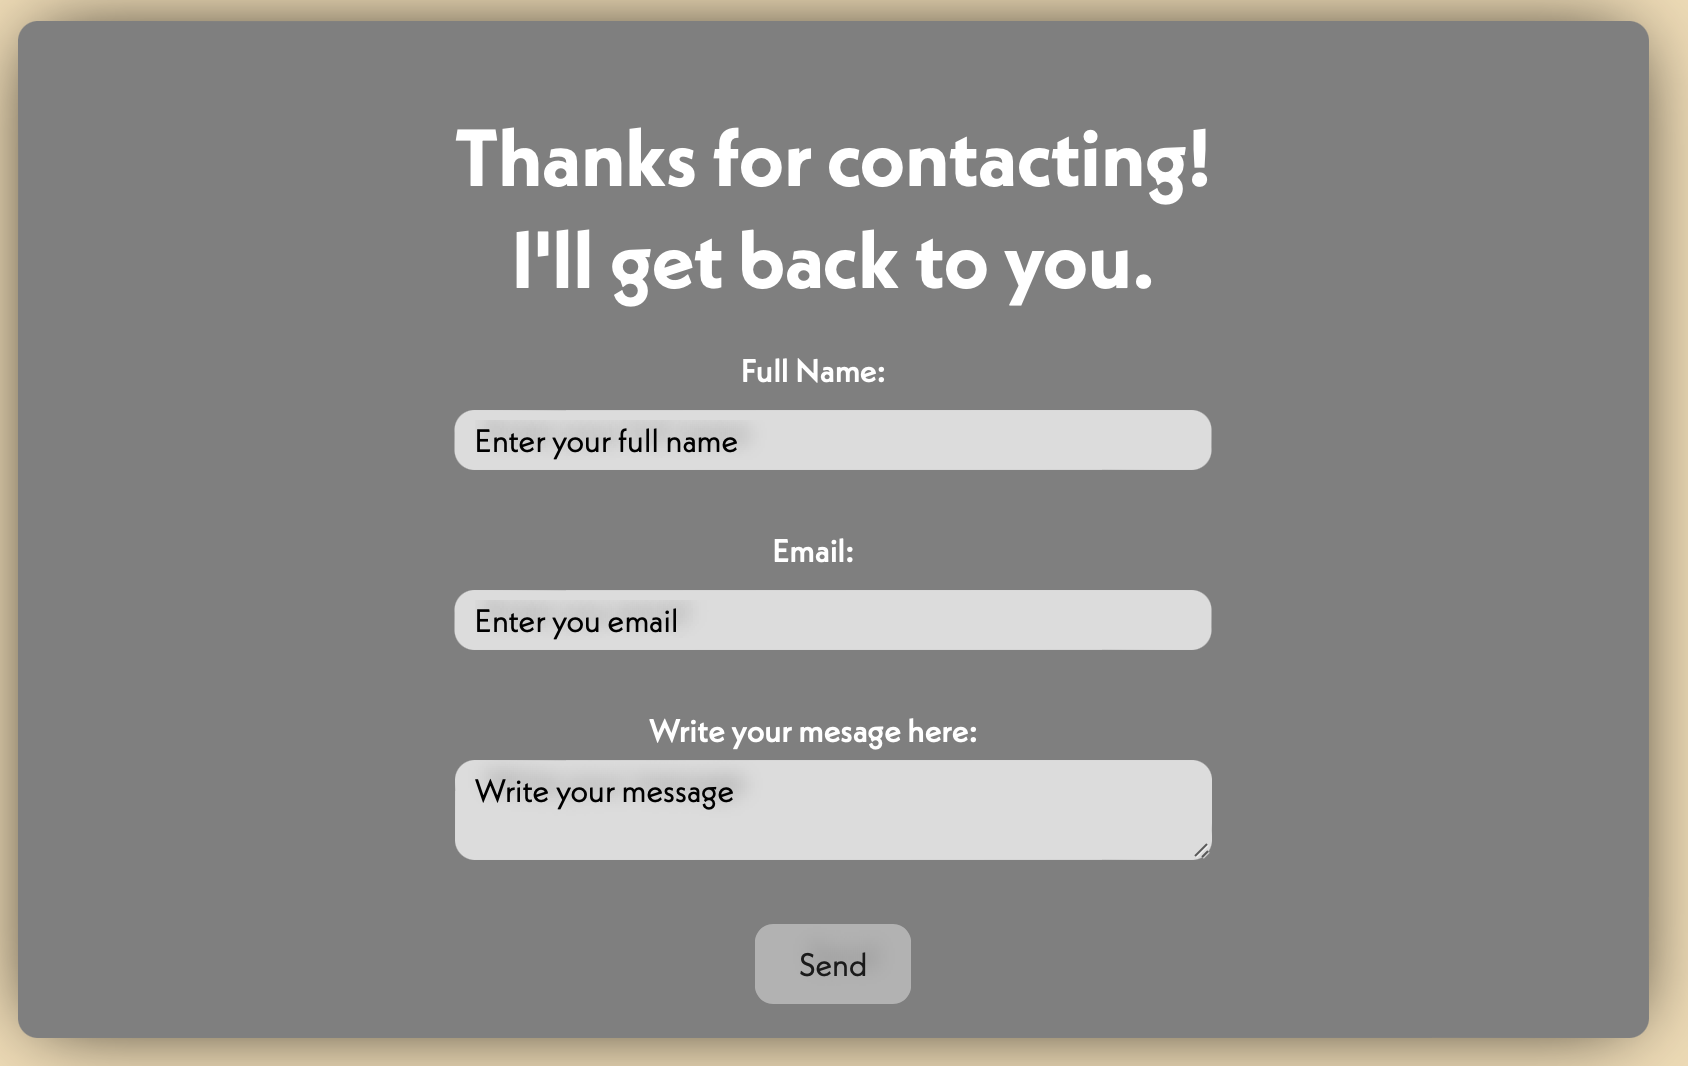 Thanks for contacting!
I'll get back to you.
Full Name:
Enter your full name
Email:
Enter you email
Write your mesage here:
Write your message
Send